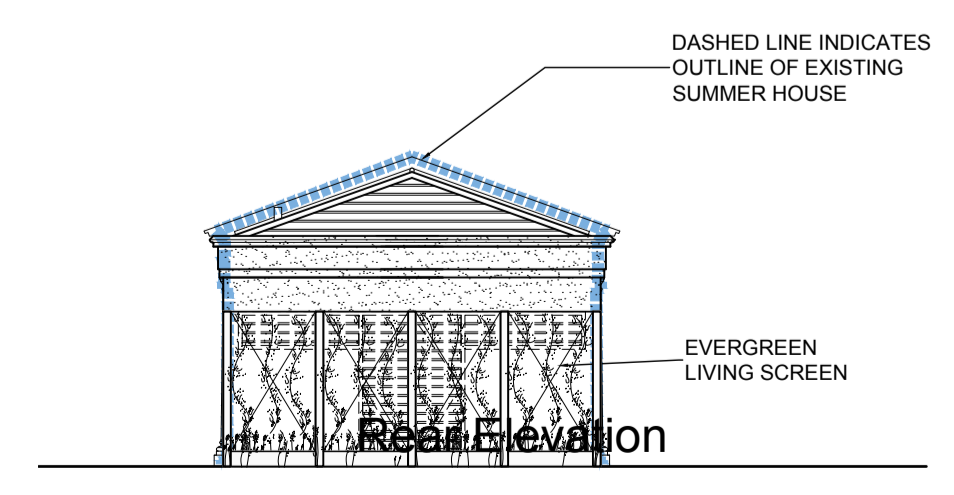 DASHED LINE INDICATES
OUTLINE OF EXISTING
SUMMER HOUSE
EVERGREEN
LIVING SCREEN
Rear Elevation